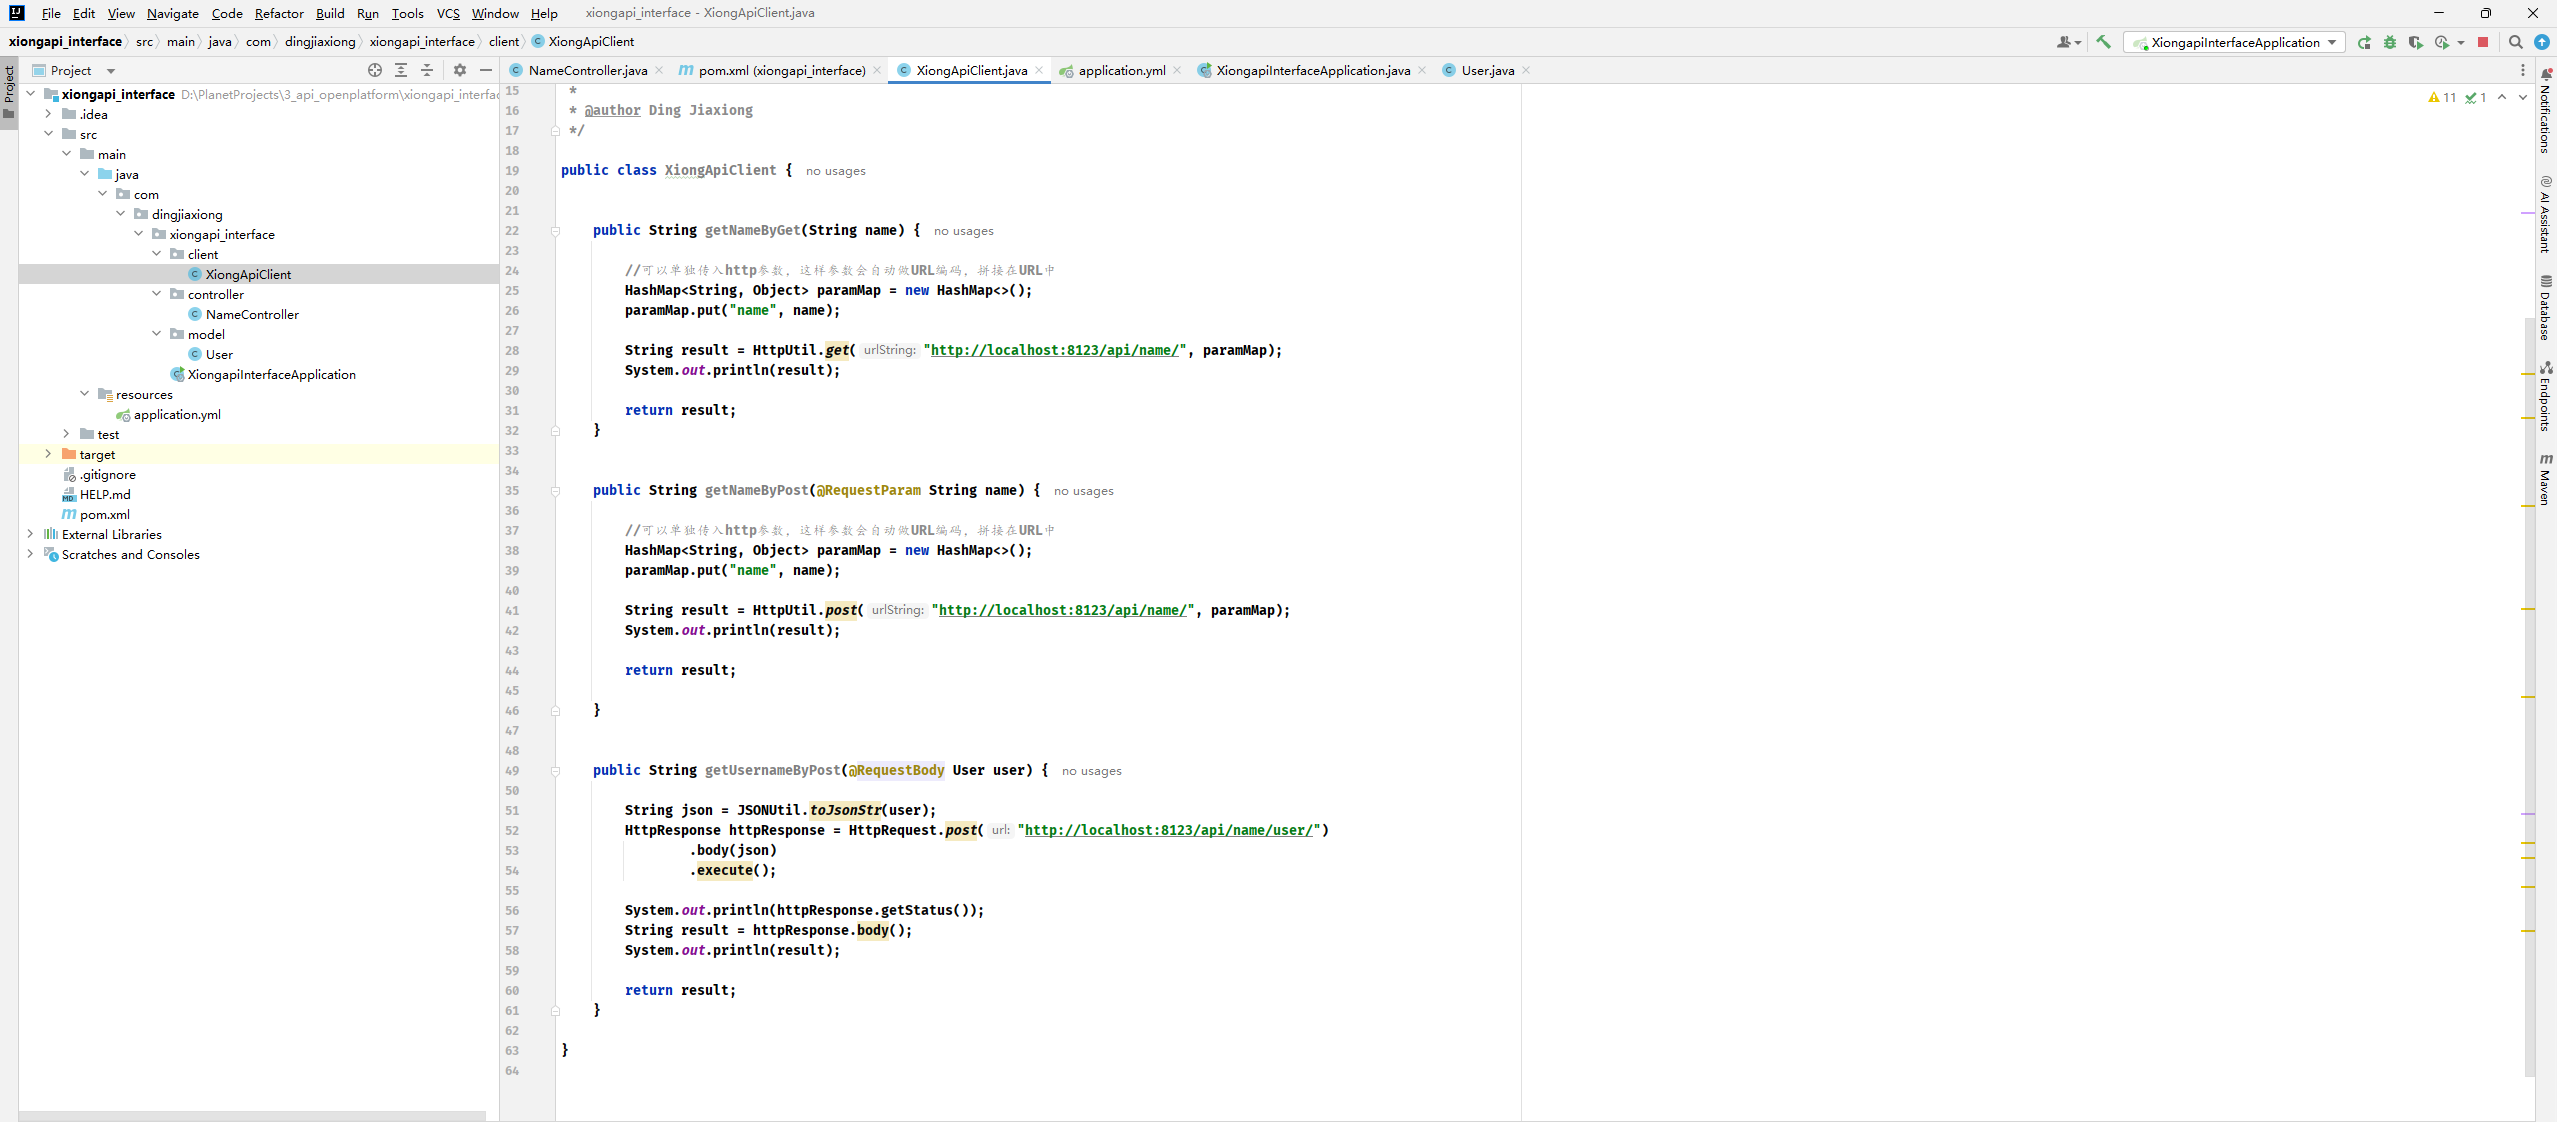 File Edit View Navigate Code Refactor Build Run Tools VCS Window Help xiongapi_interface - XiongApiClient.java
xiongapi_interface src main java com dingjiaxiong xiongapi_interface client XiongApiClient XiongapiInterfaceApplication
Project
NameController.java pom.xml (xiongapi_interface) XiongApiClient.java application.yml XiongapiInterfaceApplication.java User.java
Project
xiongapi_interface D:\PlanetProjects\3_api_openplatform\xiongapi_interfac
.idea
src
main
java
com
dingjiaxiong
xiongapi_interface
client
XiongApiClient
controller
NameController
model
User
XiongapiInterfaceApplication
resources
application.yml
test
target
.gitignore
HELP.md
pom.xml
External Libraries
Scratches and Consoles
15 *
16 * @author Ding Jiaxiong
17 */
18
19 public class XiongApiClient { no usages
20
21
22 public String getNameByGet(String name) { no usages
23
24 //可以单独传入http参数，这样参数会自动做URL编码，拼接在URL中
25 HashMap<String, Object> paramMap = new HashMap<>();
26 paramMap.put("name", name);
27
28 String result = HttpUtil.get( urlString: "http://localhost:8123/api/name/", paramMap);
29 System.out.println(result);
30
31 return result;
32 }
33
34
35 public String getNameByPost(@RequestParam String name) { no usages
36
37 //可以单独传入http参数，这样参数会自动做URL编码，拼接在URL中
38 HashMap<String, Object> paramMap = new HashMap<>();
39 paramMap.put("name", name);
40
41 String result = HttpUtil.post( urlString: "http://localhost:8123/api/name/", paramMap);
42 System.out.println(result);
43
44 return result;
45
46 }
47
48
49 public String getUsernameByPost(@RequestBody User user) { no usages
50
51 String json = JSONUtil.toJsonStr(user);
52 HttpResponse httpResponse = HttpRequest.post( url: "http://localhost:8123/api/name/user/")
53 .body(json)
54 .execute();
55
56 System.out.println(httpResponse.getStatus());
57 String result = httpResponse.body();
58 System.out.println(result);
59
60 return result;
61 }
62
63 }
64
11 1
Notifications
AI Assistant
Database
Endpoints
m Maven